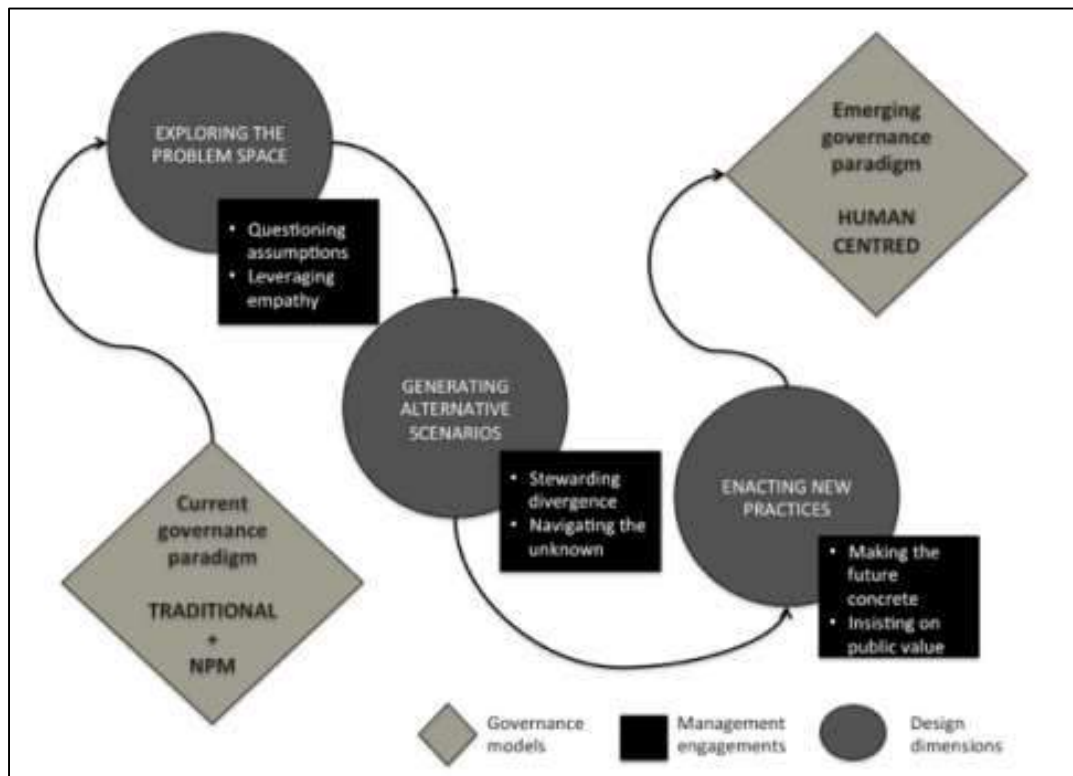 EXPLORING THE
PROBLEM SPACE
• Questioning
assumptions
• Leveraging
empathy
GENERATING
ALTERNATIVE
SCENARIOS
• Stewarding
divergence
• Navigating the
unknown
ENACTING NEW
PRACTICES
• Making the
future
concrete
• Insisting on
public value
Current
governance
paradigm
TRADITIONAL
+
NPM
Emerging
governance
paradigm
HUMAN
CENTRED
Governance
models
Management
engagements
Design
dimensions